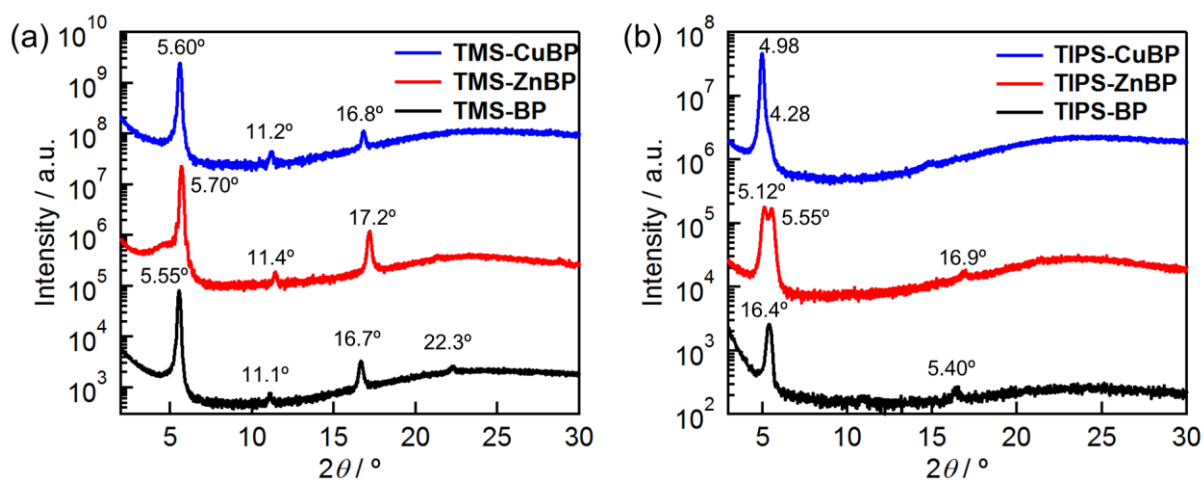 (a)
10^10
10^9
10^8
10^7
10^6
10^5
10^4
10^3
Intensity / a.u.
5.60º
11.2º
16.8º
5.70º
11.4º
17.2º
5.55º
11.1º
16.7º
22.3º
TMS-CuBP
TMS-ZnBP
TMS-BP
5 10 15 20 25 30
2θ / º
(b)
10^8
10^7
10^6
10^5
10^4
10^3
10^2
Intensity / a.u.
4.98
4.28
5.12º
5.55º
16.9º
16.4º
5.40º
TIPS-CuBP
TIPS-ZnBP
TIPS-BP
5 10 15 20 25 30
2θ / º